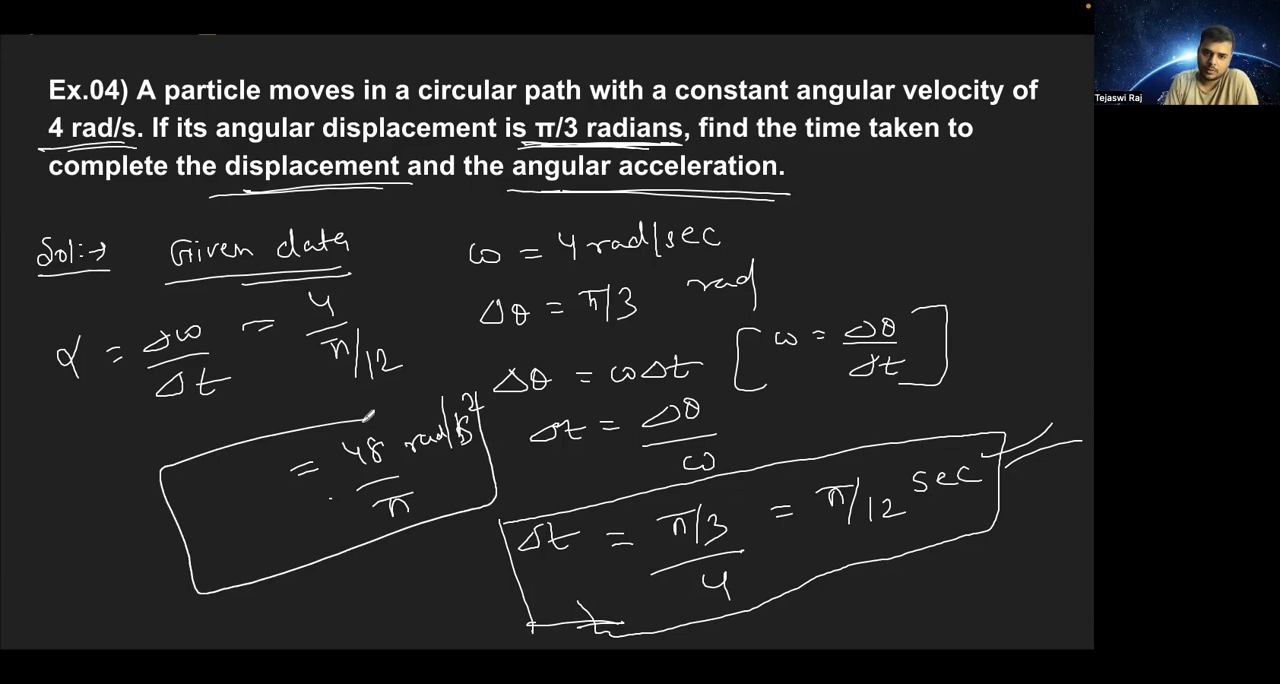 Tejaswi Raj
Ex.04) A particle moves in a circular path with a constant angular velocity of
4 rad/s. If its angular displacement is π/3 radians, find the time taken to
complete the displacement and the angular acceleration.
Sol:→ Given data
ω = 4 rad/sec
Δθ = π/3 rad
Δθ = ωΔt [ω = Δθ/Δt]
Δt = Δθ/ω
Δt = π/3/4 = π/12 sec
α = Δω/Δt = 4/π/12
= 48/π rad/s²